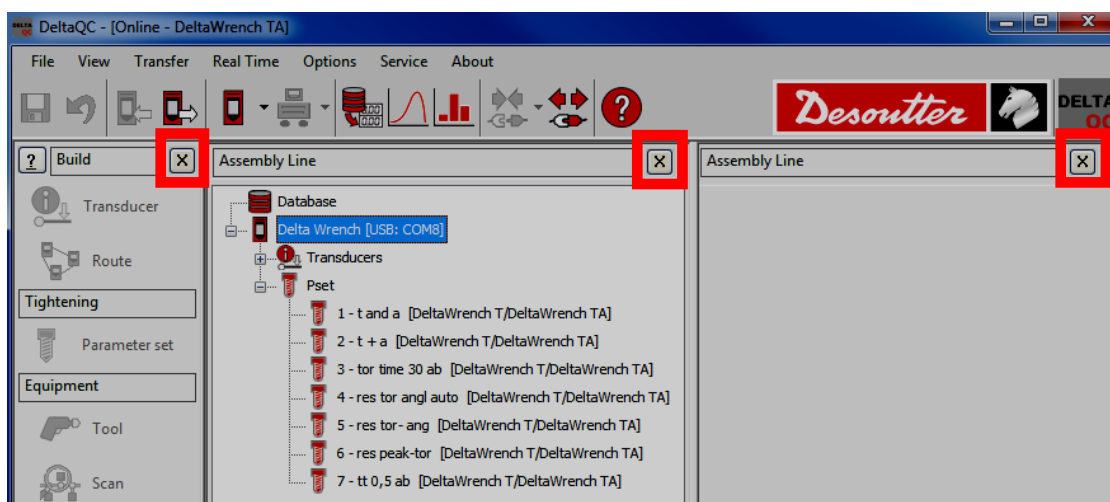 DeltaQC - [Online - DeltaWrench TA]
File View Transfer Real Time Options Service About
Desoutter
DELTA QC
? Build X
Assembly Line X
Assembly Line X
Transducer
Route
Tightening
Parameter set
Equipment
Tool
Scan
Database
Delta Wrench [USB: COM8]
Transducers
Pset
1 - t and a [DeltaWrench T/DeltaWrench TA]
2 - t + a [DeltaWrench T/DeltaWrench TA]
3 - tor time 30 ab [DeltaWrench T/DeltaWrench TA]
4 - res tor angl auto [DeltaWrench T/DeltaWrench TA]
5 - res tor- ang [DeltaWrench T/DeltaWrench TA]
6 - res peak-tor [DeltaWrench T/DeltaWrench TA]
7 - tt 0,5 ab [DeltaWrench T/DeltaWrench TA]